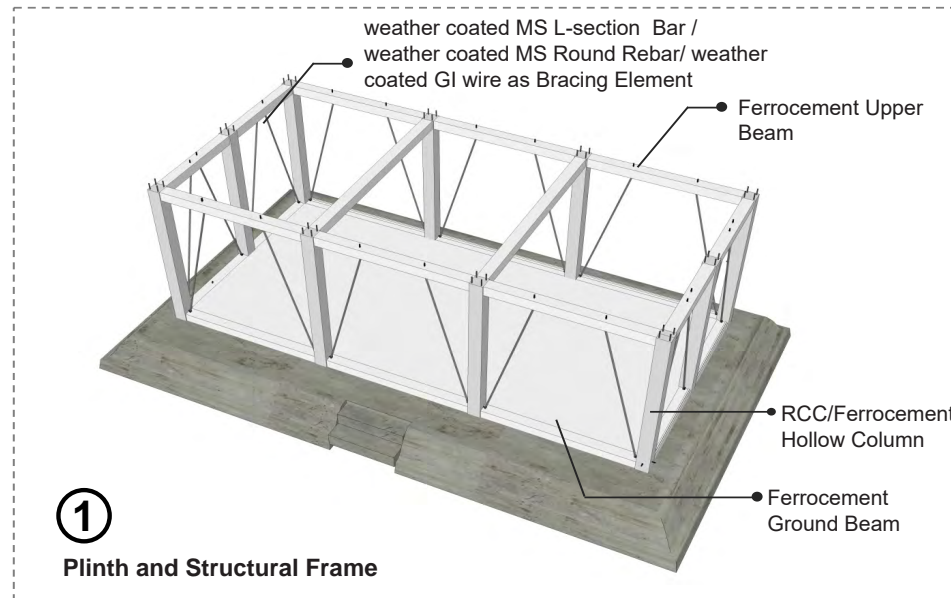 weather coated MS L-section Bar /
weather coated MS Round Rebar/ weather
coated GI wire as Bracing Element
Ferrocement Upper
Beam
RCC/Ferrocement
Hollow Column
Ferrocement
Ground Beam
1
Plinth and Structural Frame